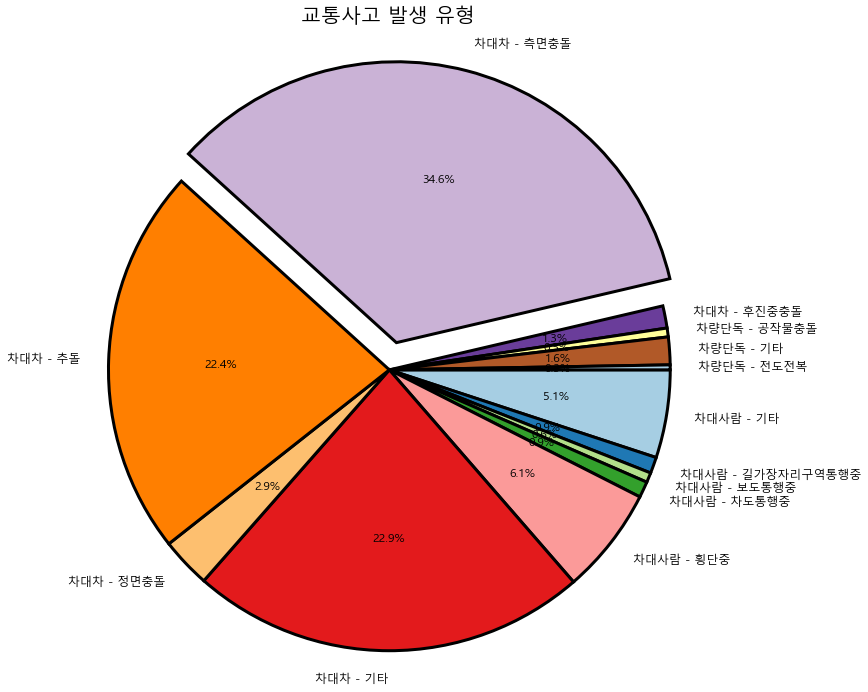 교통사고 발생 유형
차대차 - 측면충돌
34.6%
차대차 - 후진중충돌
1.3%
차량단독 - 공작물충돌
차량단독 - 기타
1.6%
차량단독 - 전도전복
차대차 - 추돌
22.4%
5.1%
차대사람 - 기타
0.9%
차대사람 - 길가장자리구역통행중
차대사람 - 보도통행중
0.9%
차대사람 - 차도통행중
6.1%
2.9%
22.9%
차대사람 - 횡단중
차대차 - 정면충돌
차대차 - 기타